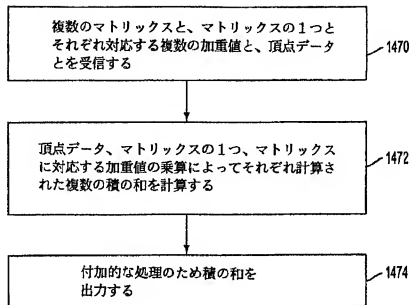 複数のマトリックスと、マトリックスの1つと
それぞれ対応する複数の加重値と、頂点データ
とを受信する
1470
頂点データ、マトリックスの1つ、マトリックス
に対応する加重値の乗算によってそれぞれ計算さ
れた複数の積の和を計算する
1472
付加的な処理のため積の和を
出力する
1474